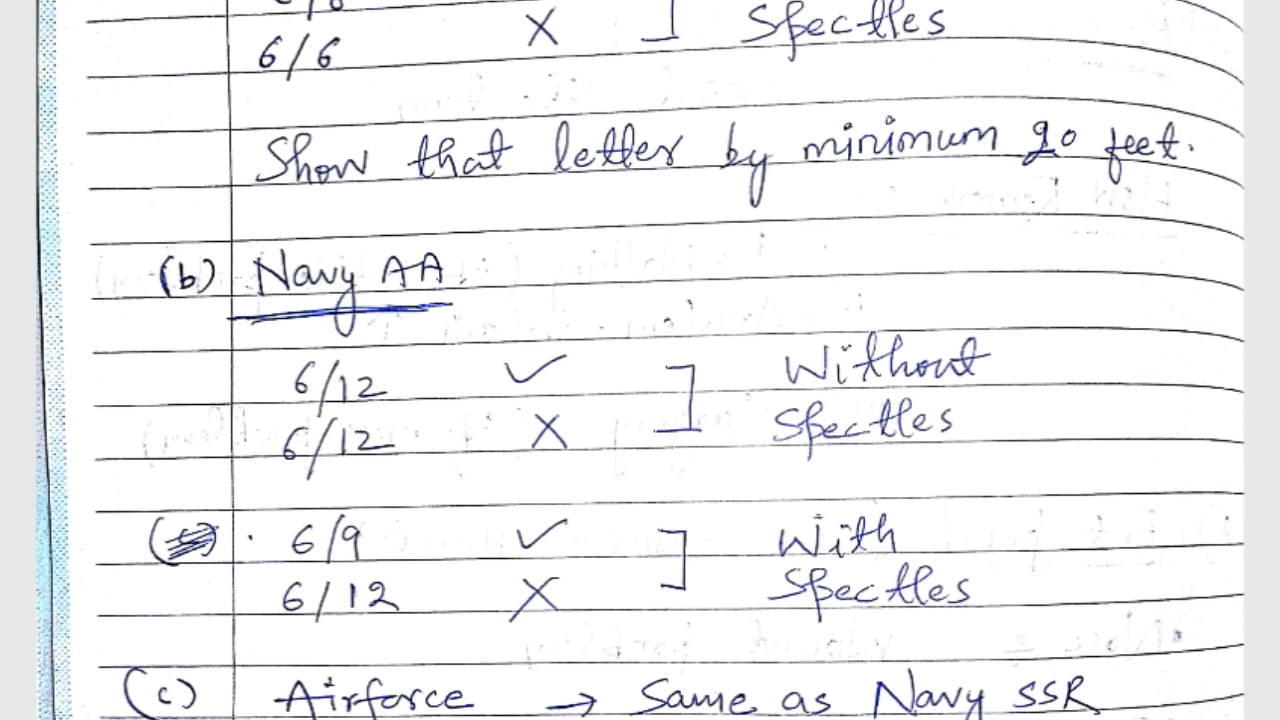 6/6 X ] Spectles
Show that letter by minimum 20 feet.
(b) Navy AA.
6/12 ✓ ] Without
6/12 X Spectles
6/9 ✓ ] With
6/12 X Spectles
(c) Airforce → Same as Navy SSR